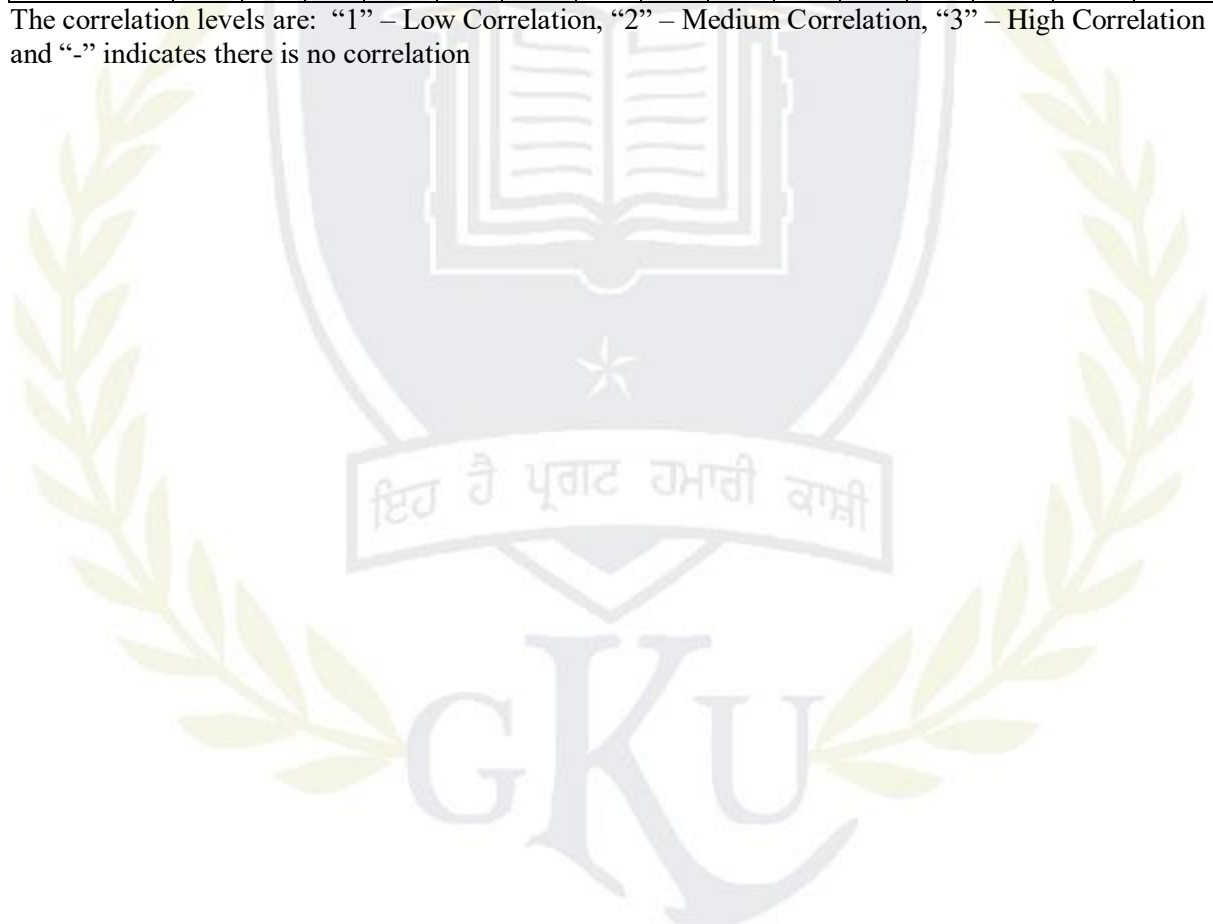 The correlation levels are: “1” – Low Correlation, “2” – Medium Correlation, “3” – High Correlation
and “-” indicates there is no correlation
ਇਹ ਹੈ ਪ੍ਰਗਟ ਹਮਾਰੀ ਕਾਸ਼ੀ
GKU